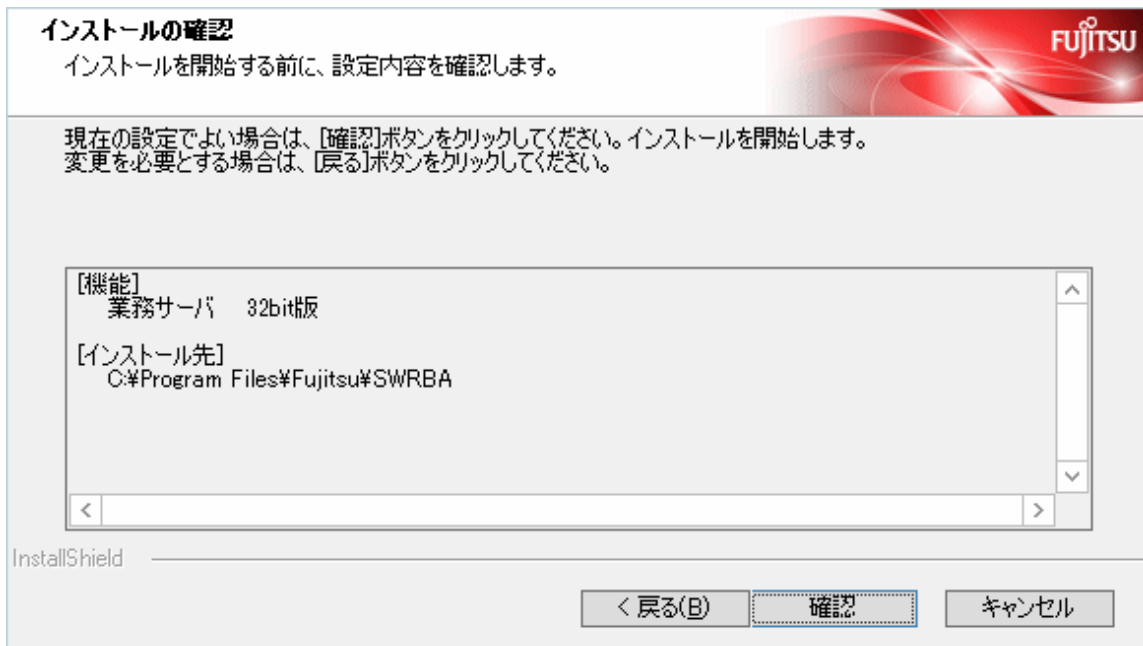 インストールの確認
FUJITSU
インストールを開始する前に、設定内容を確認します。
現在の設定でよい場合は、[確認]ボタンをクリックしてください。インストールを開始します。
変更を必要とする場合は、[戻る]ボタンをクリックしてください。
[機能]
業務サーバ 32bit版
[インストール先]
C:¥Program Files¥Fujitsu¥SWRBA
InstallShield
< 戻る(B)
確認
キャンセル